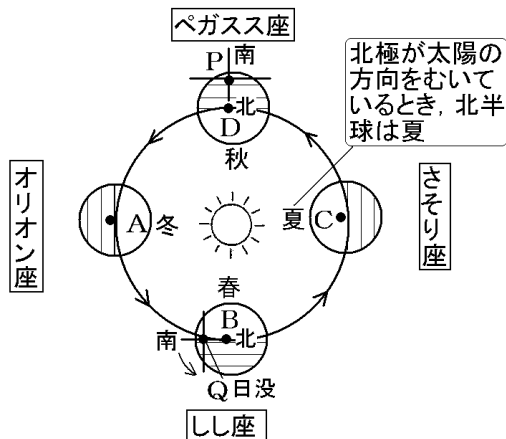 ペガスス座
P 南
北
D
秋
北極が太陽の
方向をむいて
いるとき, 北半
球は夏
オリオン座
A 冬
夏 C
さそり座
春
B
南 北
Q日没
しし座